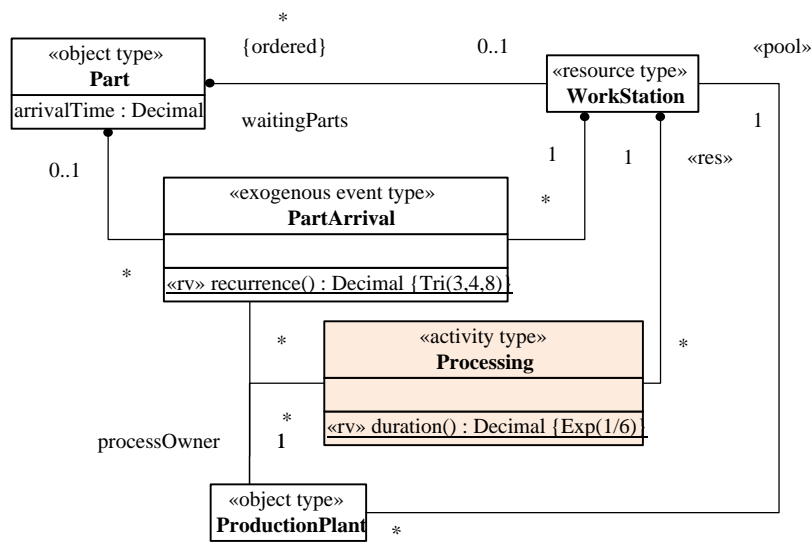 *
{ordered}
0..1
«pool»
«object type»
Part
arrivalTime : Decimal
«resource type»
WorkStation
waitingParts
1
0..1
1
1
«res»
«exogenous event type»
PartArrival
*
«rv» recurrence() : Decimal {Tri(3,4,8)}
*
*
«activity type»
Processing
*
*
«rv» duration() : Decimal {Exp(1/6)}
processOwner
1
«object type»
ProductionPlant
*